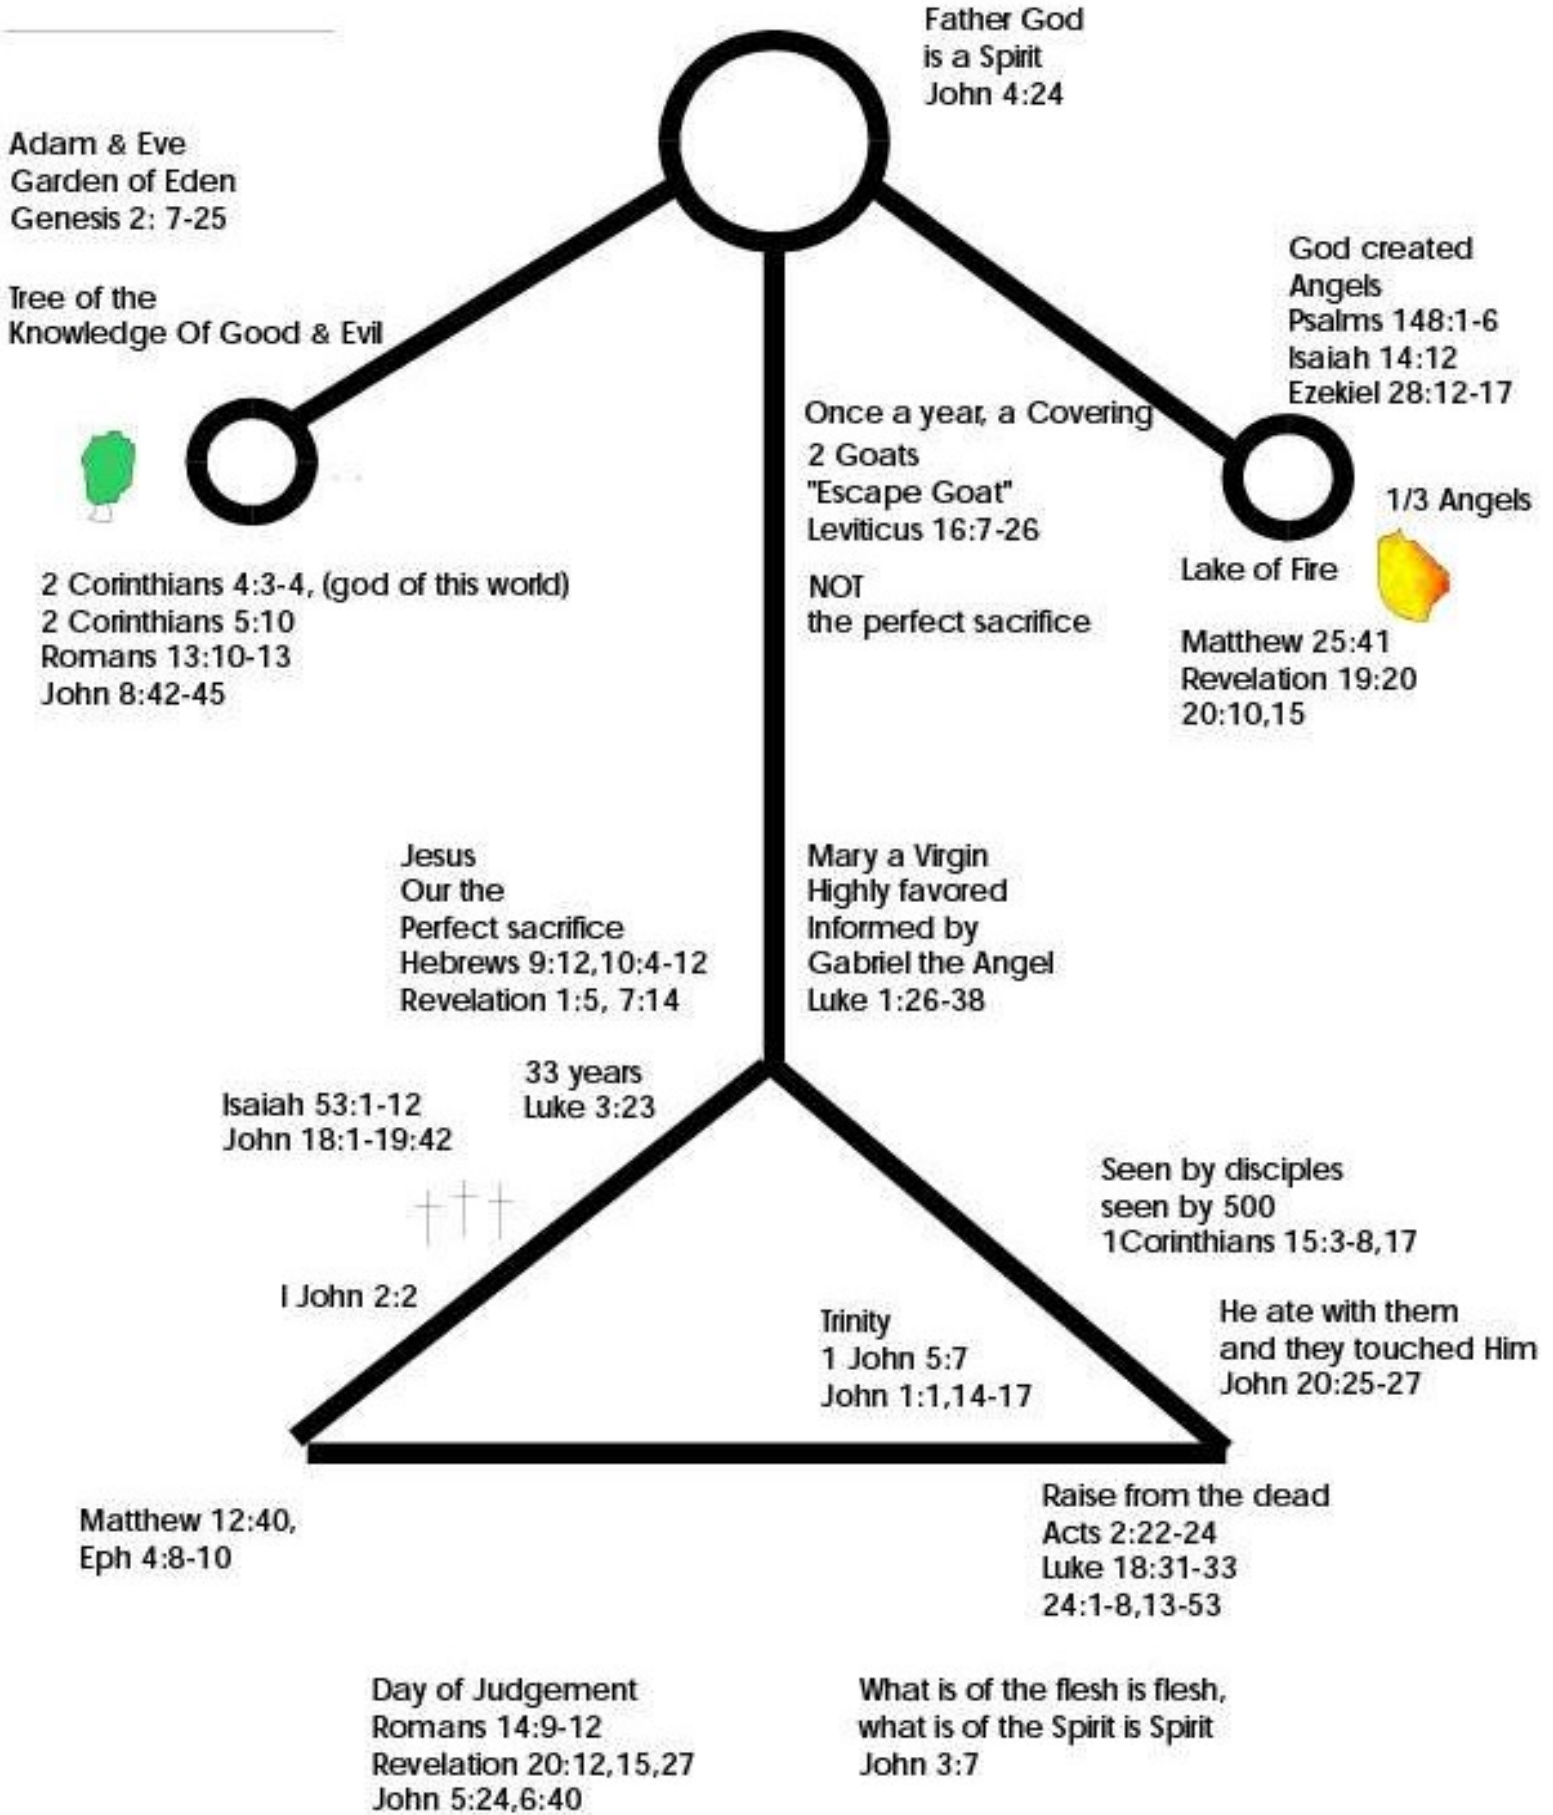 Father God
is a Spirit
John 4:24
Adam & Eve
Garden of Eden
Genesis 2: 7-25
Tree of the
Knowledge Of Good & Evil
God created
Angels
Psalms 148:1-6
Isaiah 14:12
Ezekiel 28:12-17
Once a year, a Covering
2 Goats
"Escape Goat"
Leviticus 16:7-26
NOT
the perfect sacrifice
1/3 Angels
Lake of Fire
Matthew 25:41
Revelation 19:20
20:10,15
2 Corinthians 4:3-4, (god of this world)
2 Corinthians 5:10
Romans 13:10-13
John 8:42-45
Jesus
Our the
Perfect sacrifice
Hebrews 9:12,10:4-12
Revelation 1:5, 7:14
Mary a Virgin
Highly favored
Informed by
Gabriel the Angel
Luke 1:26-38
33 years
Luke 3:23
Isaiah 53:1-12
John 18:1-19:42
I John 2:2
Seen by disciples
seen by 500
1Corinthians 15:3-8,17
He ate with them
and they touched Him
John 20:25-27
Trinity
1 John 5:7
John 1:1,14-17
Matthew 12:40,
Eph 4:8-10
Raise from the dead
Acts 2:22-24
Luke 18:31-33
24:1-8,13-53
Day of Judgement
Romans 14:9-12
Revelation 20:12,15,27
John 5:24,6:40
What is of the flesh is flesh,
what is of the Spirit is Spirit
John 3:7